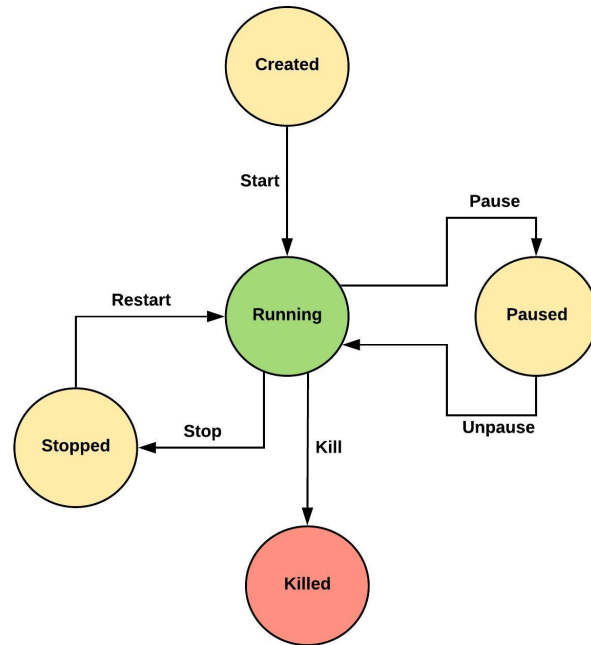 Created
Start
Pause
Restart
Running
Paused
Stop
Unpause
Stopped
Kill
Killed